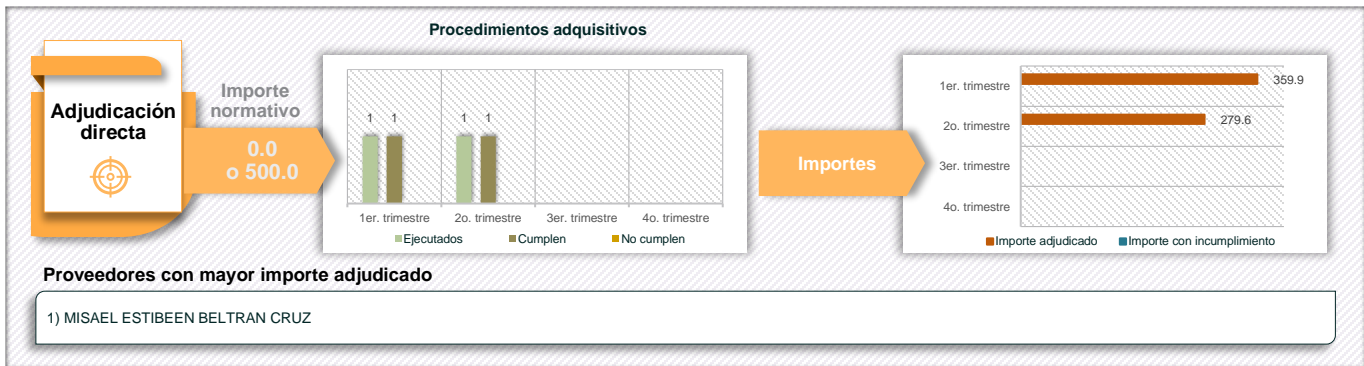 Procedimientos adquisitivos
Adjudicación
directa
Importe
normativo
0.0
o 500.0
1 1 1 1
1er. trimestre 2o. trimestre 3er. trimestre 4o. trimestre
Ejecutados Cumplen No cumplen
Importes
1er. trimestre 359.9
2o. trimestre 279.6
3er. trimestre
4o. trimestre
Importe adjudicado Importe con incumplimiento
Proveedores con mayor importe adjudicado
1) MISAEL ESTIBEEN BELTRAN CRUZ